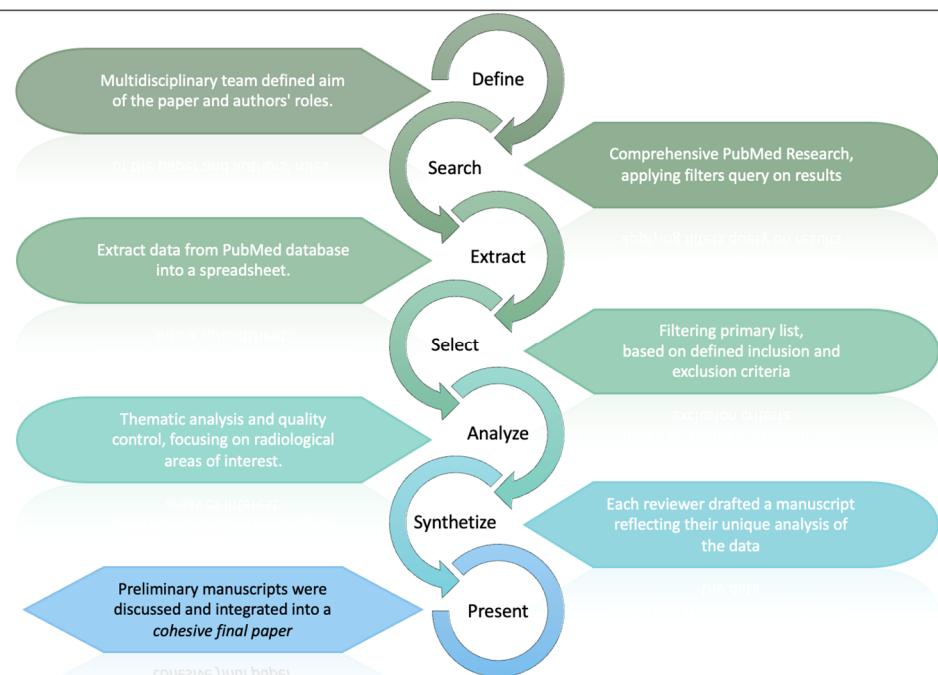 Define
Multidisciplinary team defined aim
of the paper and authors' roles.
Search
Comprehensive PubMed Research,
applying filters query on results
Extract
Extract data from PubMed database
into a spreadsheet.
Select
Filtering primary list,
based on defined inclusion and
exclusion criteria
Analyze
Thematic analysis and quality
control, focusing on radiological
areas of interest.
Synthetize
Each reviewer drafted a manuscript
reflecting their unique analysis of
the data
Present
Preliminary manuscripts were
discussed and integrated into a
cohesive final paper